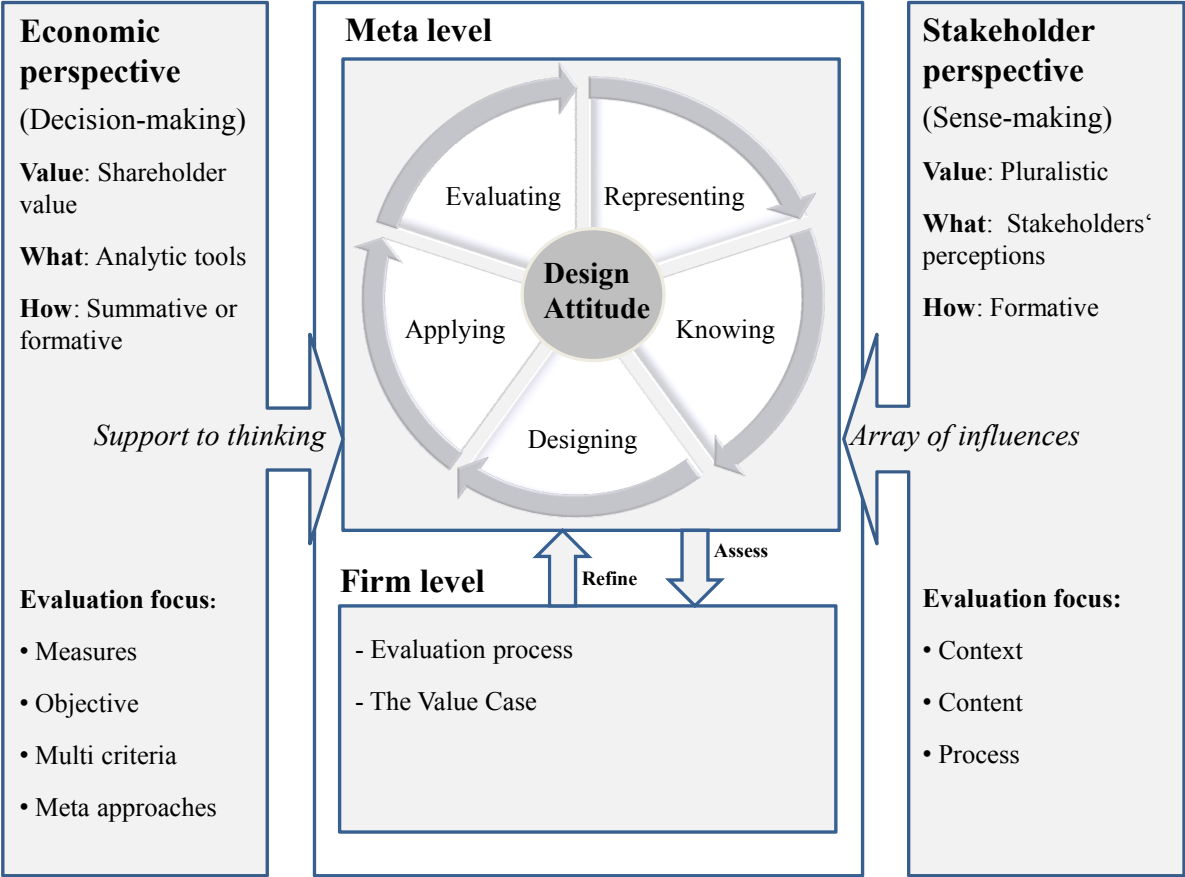 Economic
perspective
(Decision-making)
Value: Shareholder
value
What: Analytic tools
How: Summative or
formative
Support to thinking
Evaluation focus:
• Measures
• Objective
• Multi criteria
• Meta approaches
Meta level
Evaluating
Representing
Design
Attitude
Applying
Knowing
Designing
Refine
Assess
Firm level
- Evaluation process
- The Value Case
Stakeholder
perspective
(Sense-making)
Value: Pluralistic
What: Stakeholders‘
perceptions
How: Formative
Array of influences
Evaluation focus:
• Context
• Content
• Process